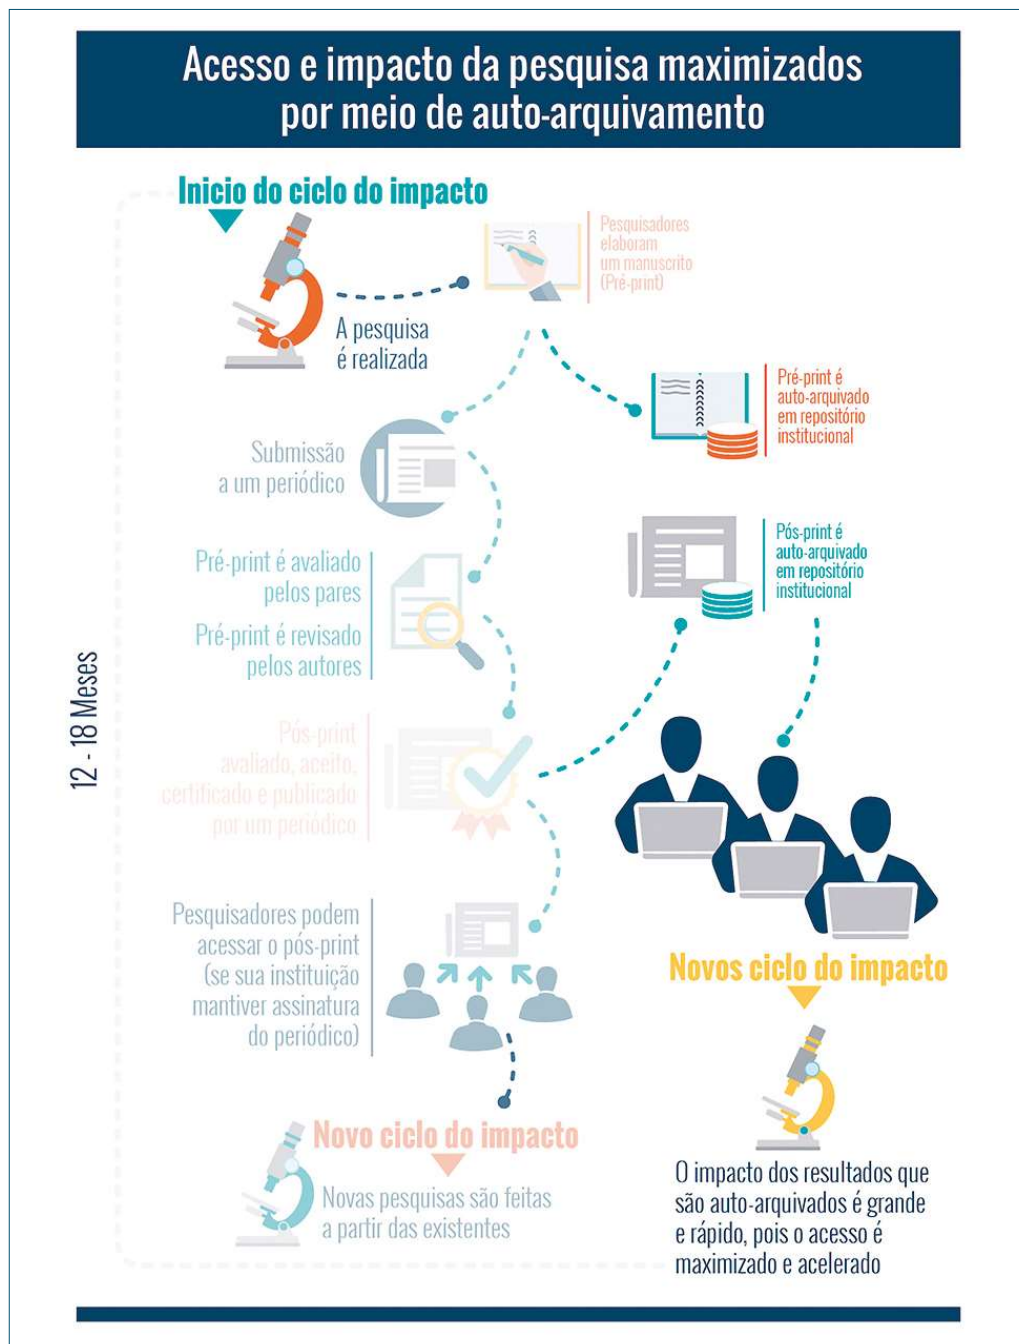 Acesso e impacto da pesquisa maximizados
por meio de auto-arquivamento
Inicio do ciclo do impacto
Pesquisadores
elaboram
um manuscrito
(Pré-print)
A pesquisa
é realizada
Pré-print é
auto-arquivado
em repositório
institucional
Submissão
a um periódico
Pós-print é
auto-arquivado
em repositório
institucional
Pré-print é avaliado
pelos pares
Pré-print é revisado
pelos autores
12 - 18 Meses
Pós-print
avaliado, aceito,
certificado e publicado
por um periódico
Pesquisadores podem
acessar o pós-print
(se sua instituição
mantiver assinatura
do periódico)
Novos ciclo do impacto
Novo ciclo do impacto
Novas pesquisas são feitas
a partir das existentes
O impacto dos resultados que
são auto-arquivados é grande
e rápido, pois o acesso é
maximizado e acelerado